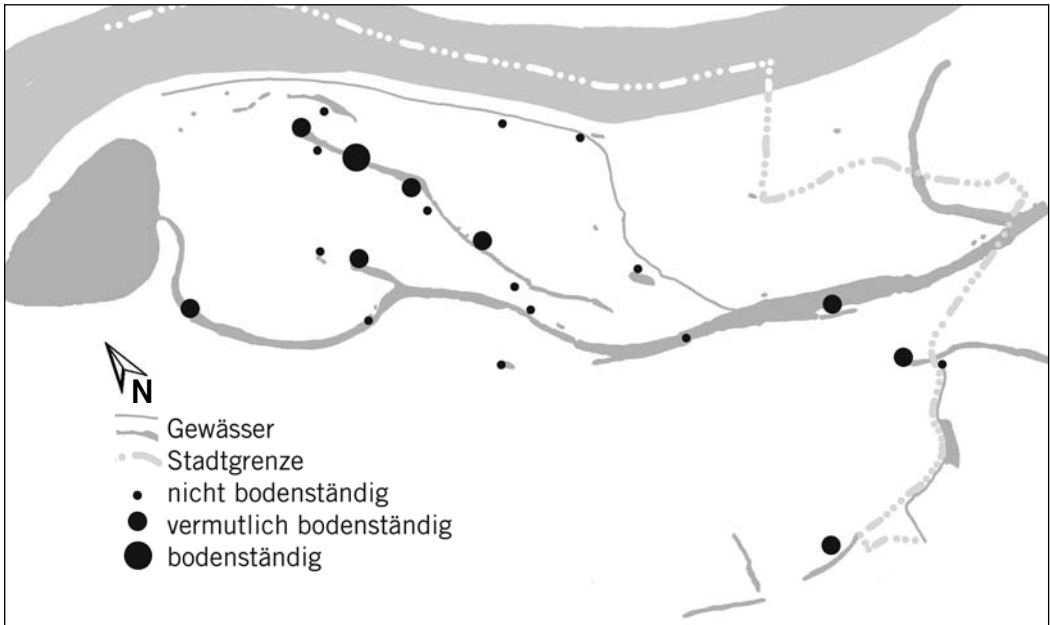 N
Gewässer
Stadtgrenze
nicht bodenständig
vermutlich bodenständig
bodenständig